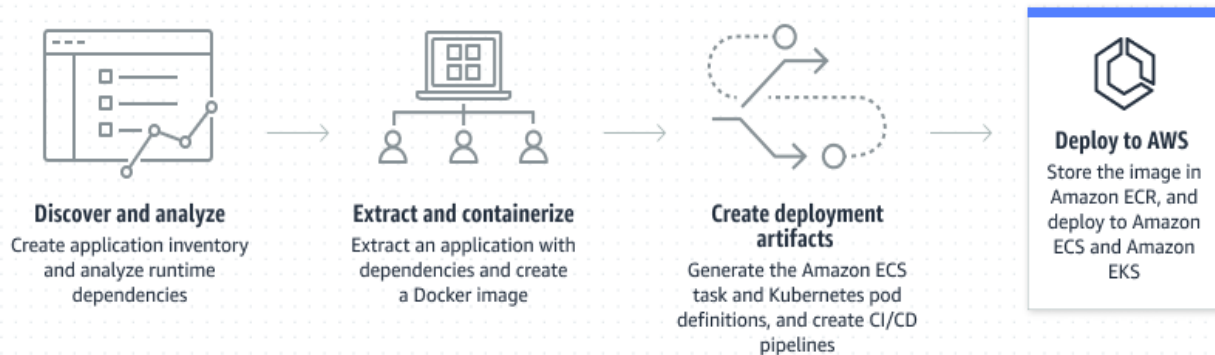 Discover and analyze
Create application inventory
and analyze runtime
dependencies
Extract and containerize
Extract an application with
dependencies and create
a Docker image
Create deployment
artifacts
Generate the Amazon ECS
task and Kubernetes pod
definitions, and create CI/CD
pipelines
Deploy to AWS
Store the image in
Amazon ECR, and
deploy to Amazon
ECS and Amazon
EKS